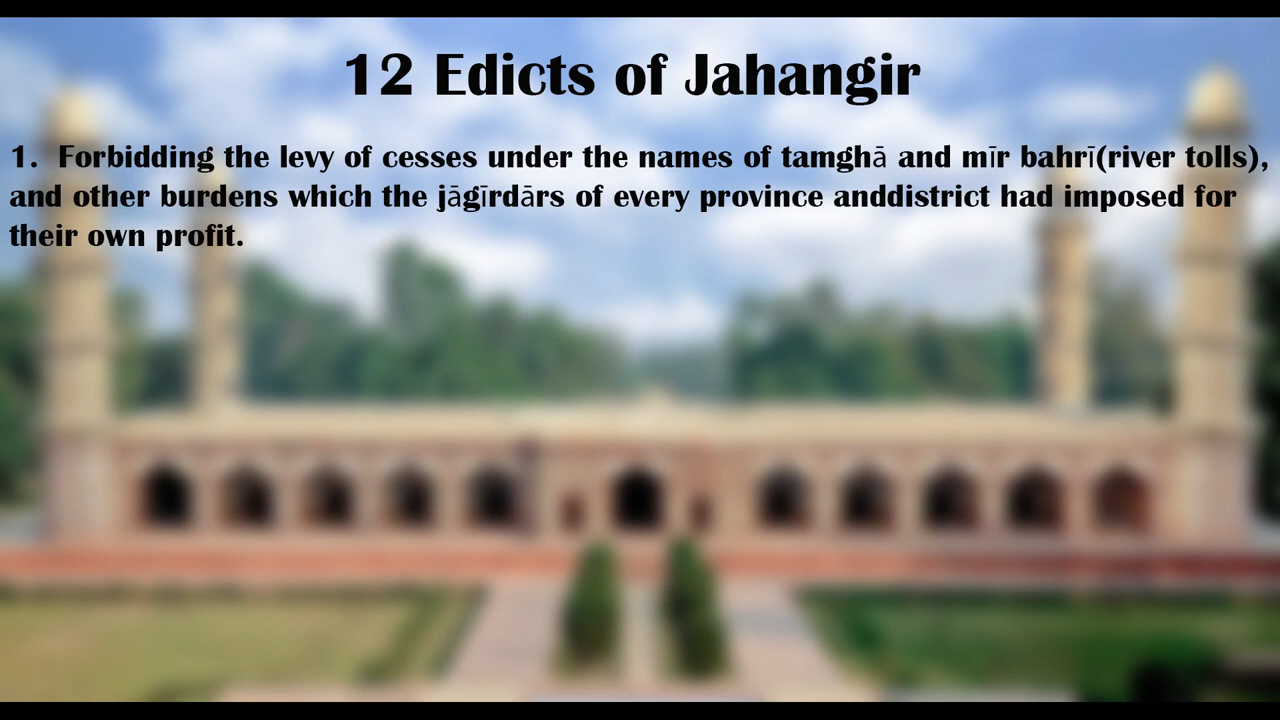 12 Edicts of Jahangir
1. Forbidding the levy of cesses under the names of tamghā and mīr bahrī(river tolls),
and other burdens which the jāgīrdārs of every province anddistrict had imposed for
their own profit.